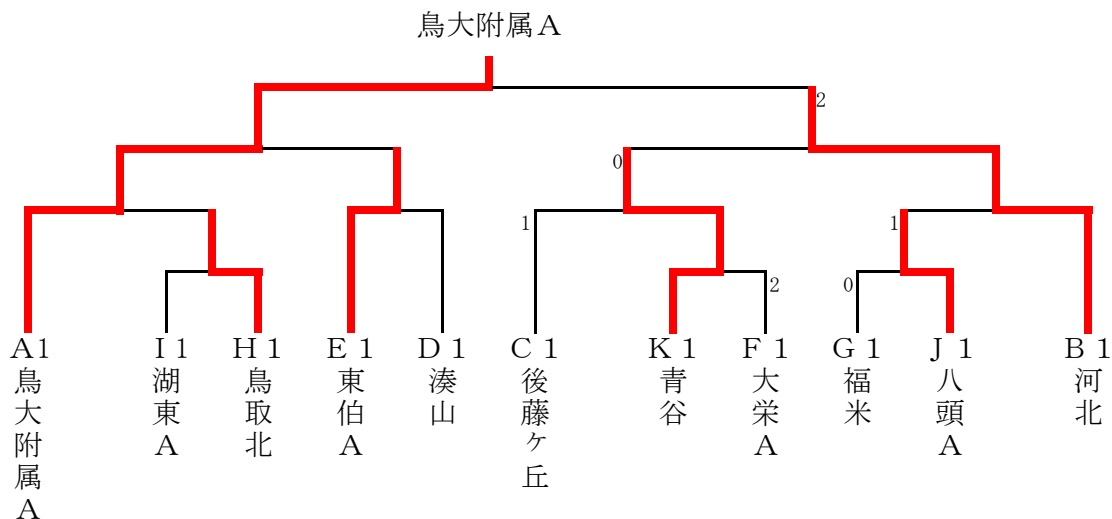 鳥大附属A
2
0
1
1
2
0
A1
I1
H1
E1
D1
C1
K1
F1
G1
J1
B1
鳥大附属A
湖東A
鳥取北
東伯A
湊山
後藤ヶ丘
青谷
大栄A
福米
八頭A
河北